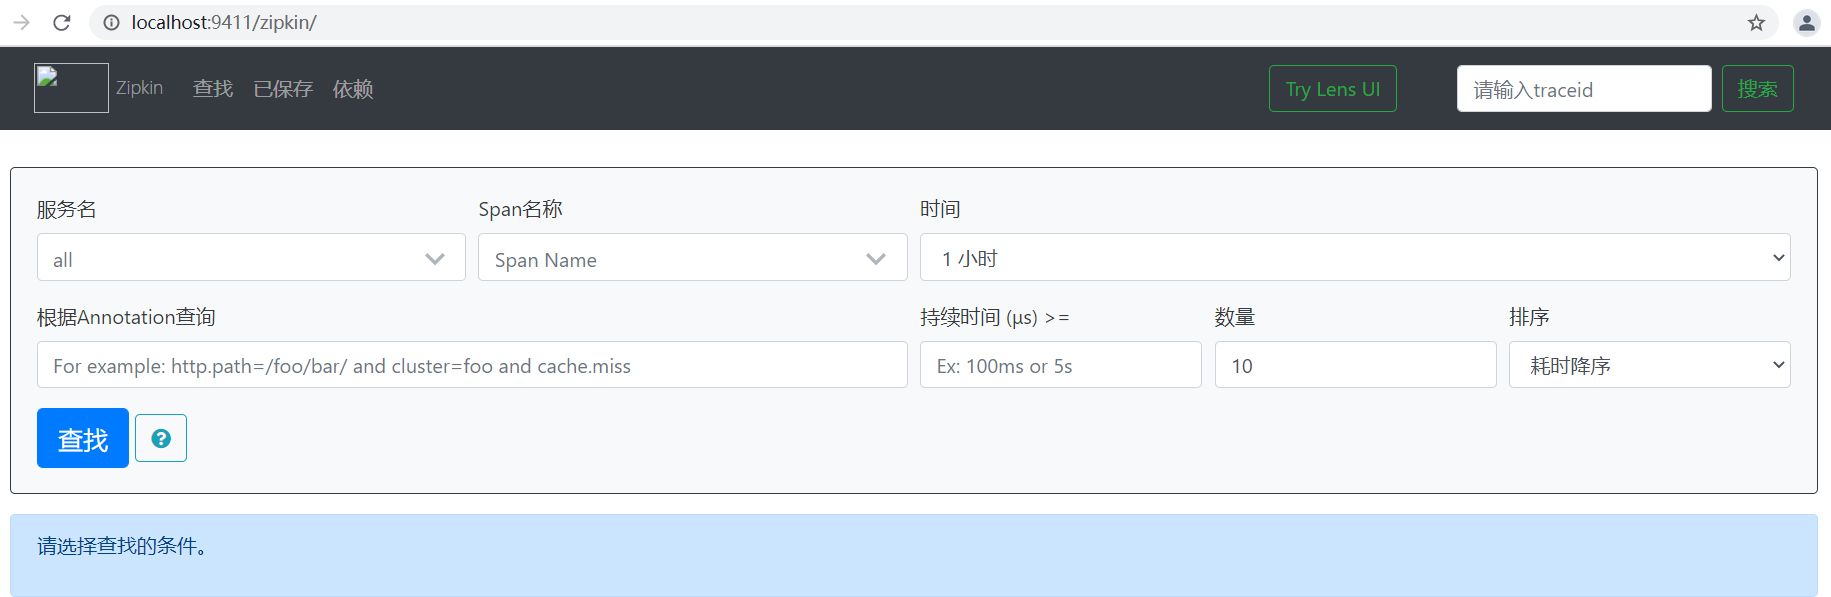 localhost:9411/zipkin/
Zipkin 查找 已保存 依赖 Try Lens UI 请输入traceid 搜索
服务名 Span名称 时间
all Span Name 1 小时
根据Annotation查询 持续时间 (μs) >= 数量 排序
For example: http.path=/foo/bar/ and cluster=foo and cache.miss Ex: 100ms or 5s 10 耗时降序
查找 ?
请选择查找的条件。